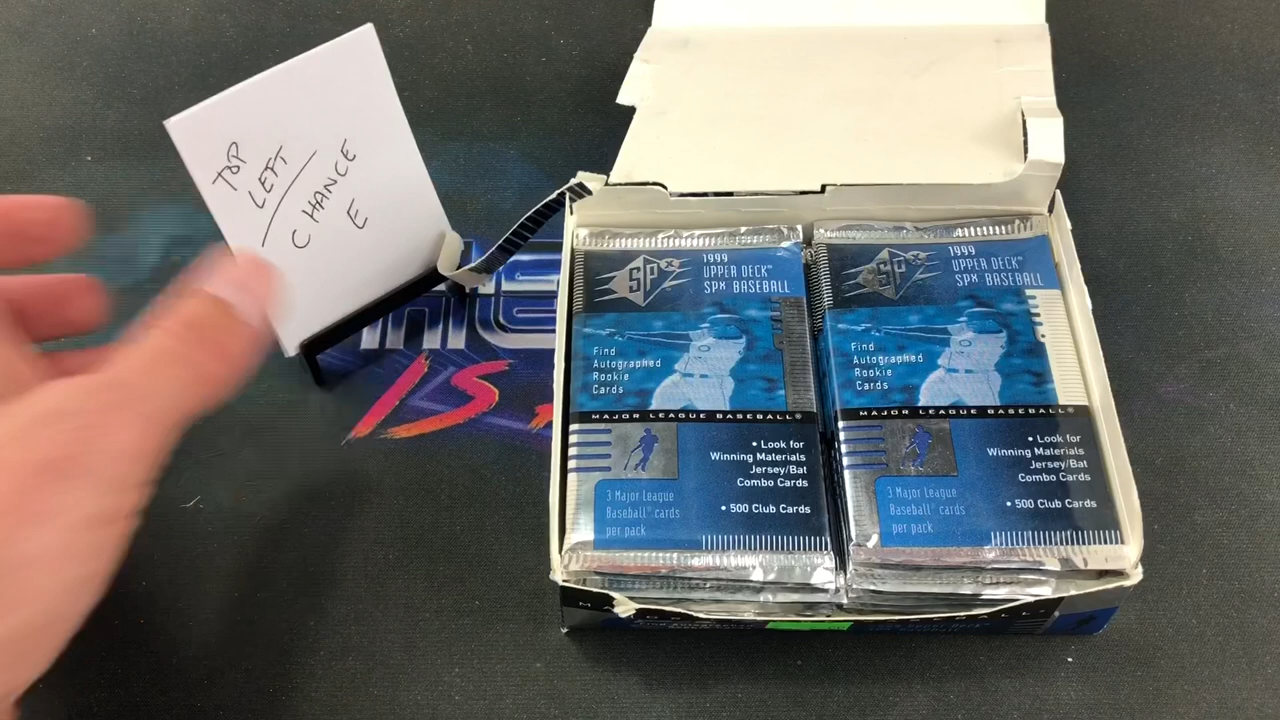 TOP
LEFT
CHANCE
E
IS
SPx
1999
UPPER DECK®
SPx BASEBALL
Find
Autographed
Rookie
Cards
MAJOR LEAGUE BASEBALL®
• Look for
Winning Materials
Jersey/Bat
Combo Cards
• 500 Club Cards
3 Major League
Baseball® cards
per pack
SPx
1999
UPPER DECK®
SPx BASEBALL
Find
Autographed
Rookie
Cards
MAJOR LEAGUE BASEBALL®
• Look for
Winning Materials
Jersey/Bat
Combo Cards
• 500 Club Cards
3 Major League
Baseball® cards
per pack